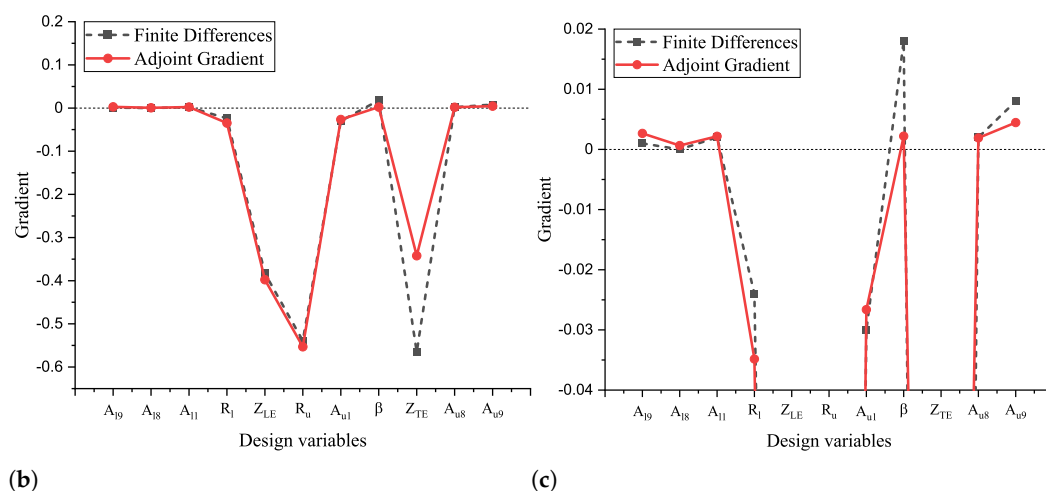 0.2
0.1
0
-0.1
-0.2
-0.3
-0.4
-0.5
-0.6
Gradient
Finite Differences
Adjoint Gradient
A_l9 A_l8 A_l1 R_l Z_LE R_u A_u1 β Z_TE A_u8 A_u9
Design variables
(b)
0.02
0.01
0
-0.01
-0.02
-0.03
-0.04
Gradient
Finite Differences
Adjoint Gradient
A_l9 A_l8 A_l1 R_l Z_LE R_u A_u1 β Z_TE A_u8 A_u9
Design variables
(c)